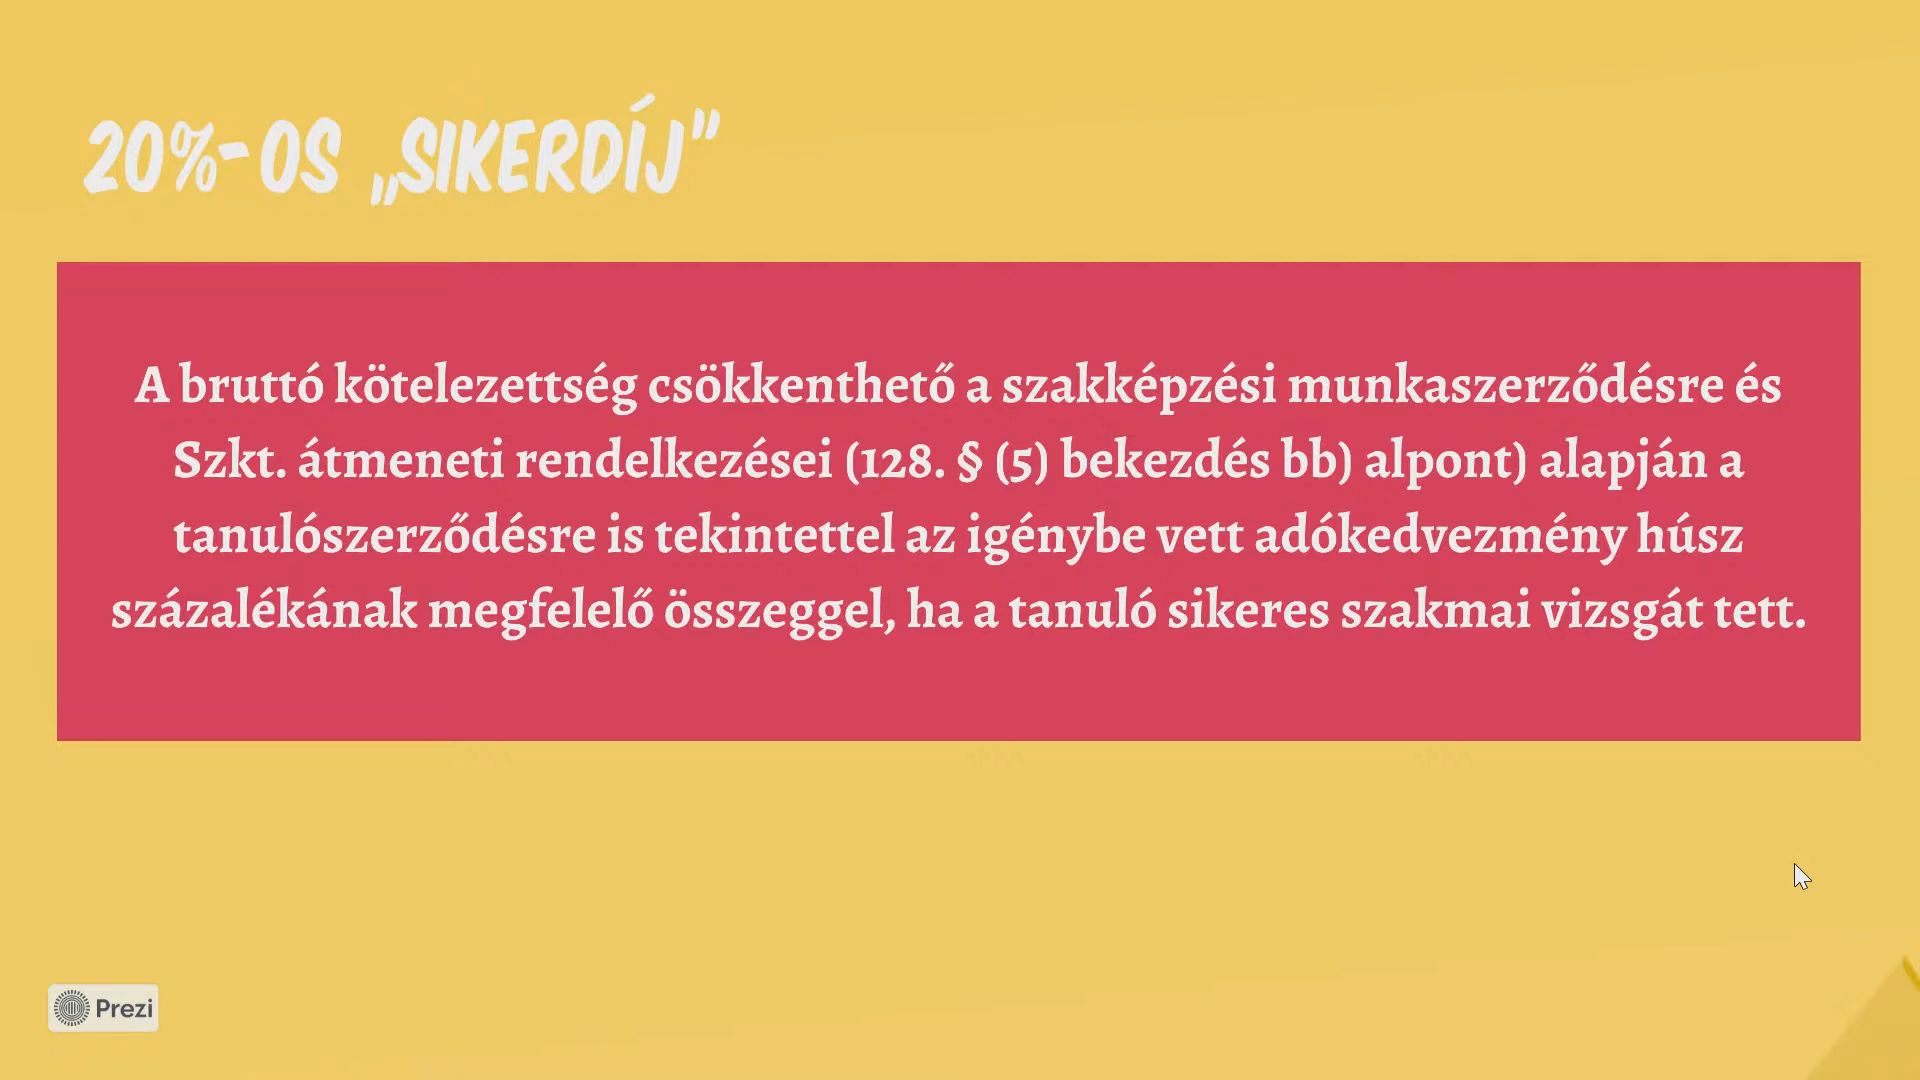 20%-OS „SIKERDÍJ”
A bruttó kötelezettség csökkenthető a szakképzési munkaszerződésre és
Szkt. átmeneti rendelkezései (128. § (5) bekezdés bb) alpont) alapján a
tanulószerződésre is tekintettel az igénybe vett adókedvezmény húsz
százalékának megfelelő összeggel, ha a tanuló sikeres szakmai vizsgát tett.
Prezi